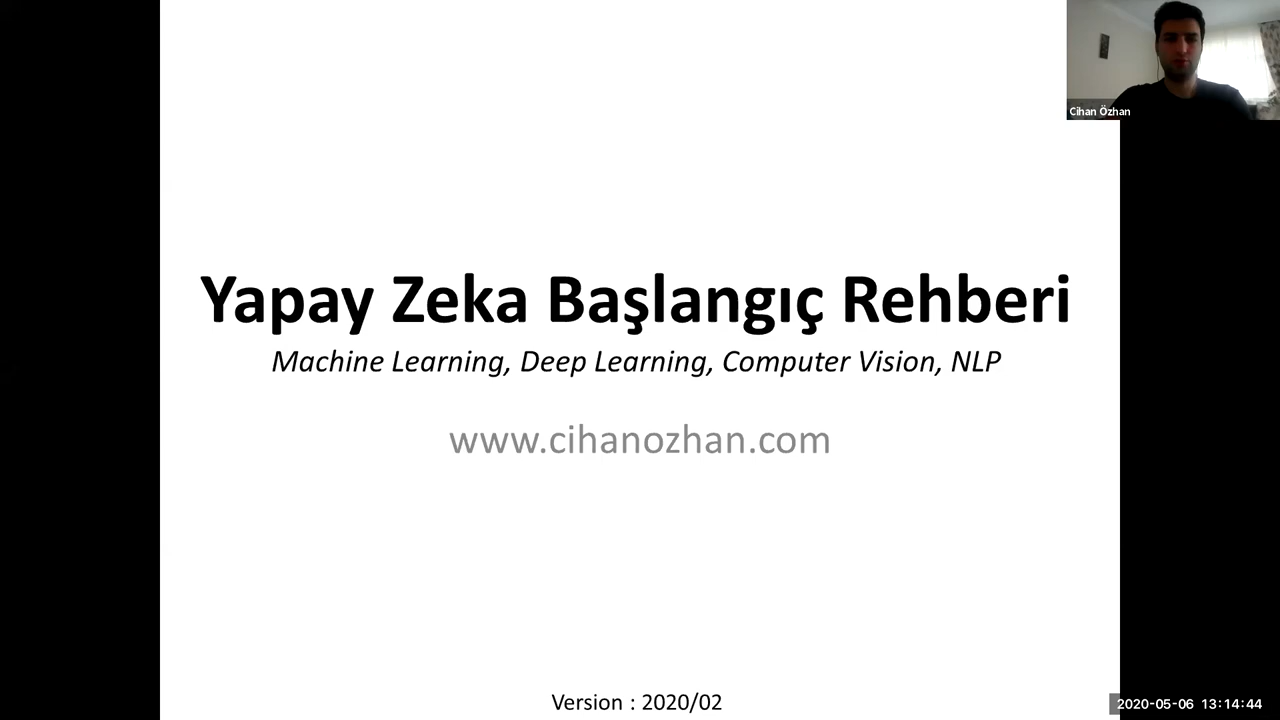 Cihan Özhan
Yapay Zeka Başlangıç Rehberi
Machine Learning, Deep Learning, Computer Vision, NLP
www.cihanozhan.com
Version : 2020/02
2020-05-06 13:14:44